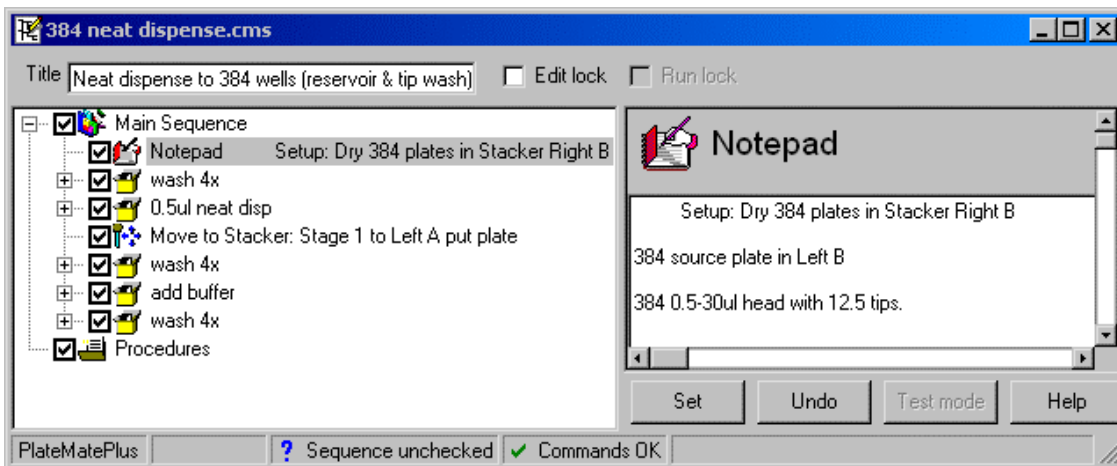 384 neat dispense.cms
Title Neat dispense to 384 wells (reservoir & tip wash) Edit lock Run lock
Main Sequence
Notepad Setup: Dry 384 plates in Stacker Right B
wash 4x
0.5ul neat disp
Move to Stacker: Stage 1 to Left A put plate
wash 4x
add buffer
wash 4x
Procedures
Notepad
Setup: Dry 384 plates in Stacker Right B
384 source plate in Left B
384 0.5-30ul head with 12.5 tips.
Set Undo Test mode Help
PlateMatePlus ? Sequence unchecked Commands OK